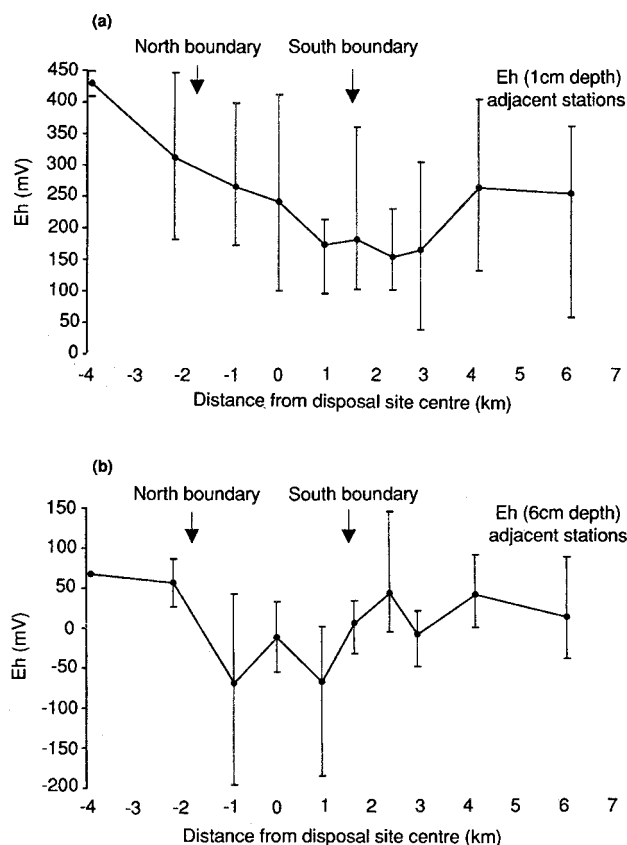 (a)
North boundary
South boundary
Eh (1cm depth)
adjacent stations
450
400
350
300
250
200
150
100
50
0
Eh (mV)
-4 -3 -2 -1 0 1 2 3 4 5 6 7
Distance from disposal site centre (km)
(b)
North boundary
South boundary
Eh (6cm depth)
adjacent stations
150
100
50
0
-50
-100
-150
-200
Eh (mV)
-4 -3 -2 -1 0 1 2 3 4 5 6 7
Distance from disposal site centre (km)